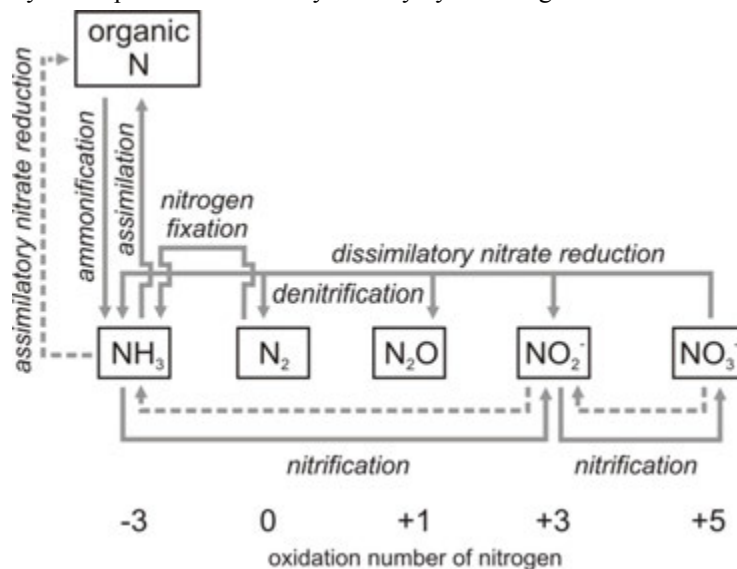 organic
N
assimilatory nitrate reduction
ammonification
assimilation
nitrogen
fixation
dissimilatory nitrate reduction
denitrification
NH₃
N₂
N₂O
NO₂⁻
NO₃⁻
nitrification
nitrification
-3
0
+1
+3
+5
oxidation number of nitrogen